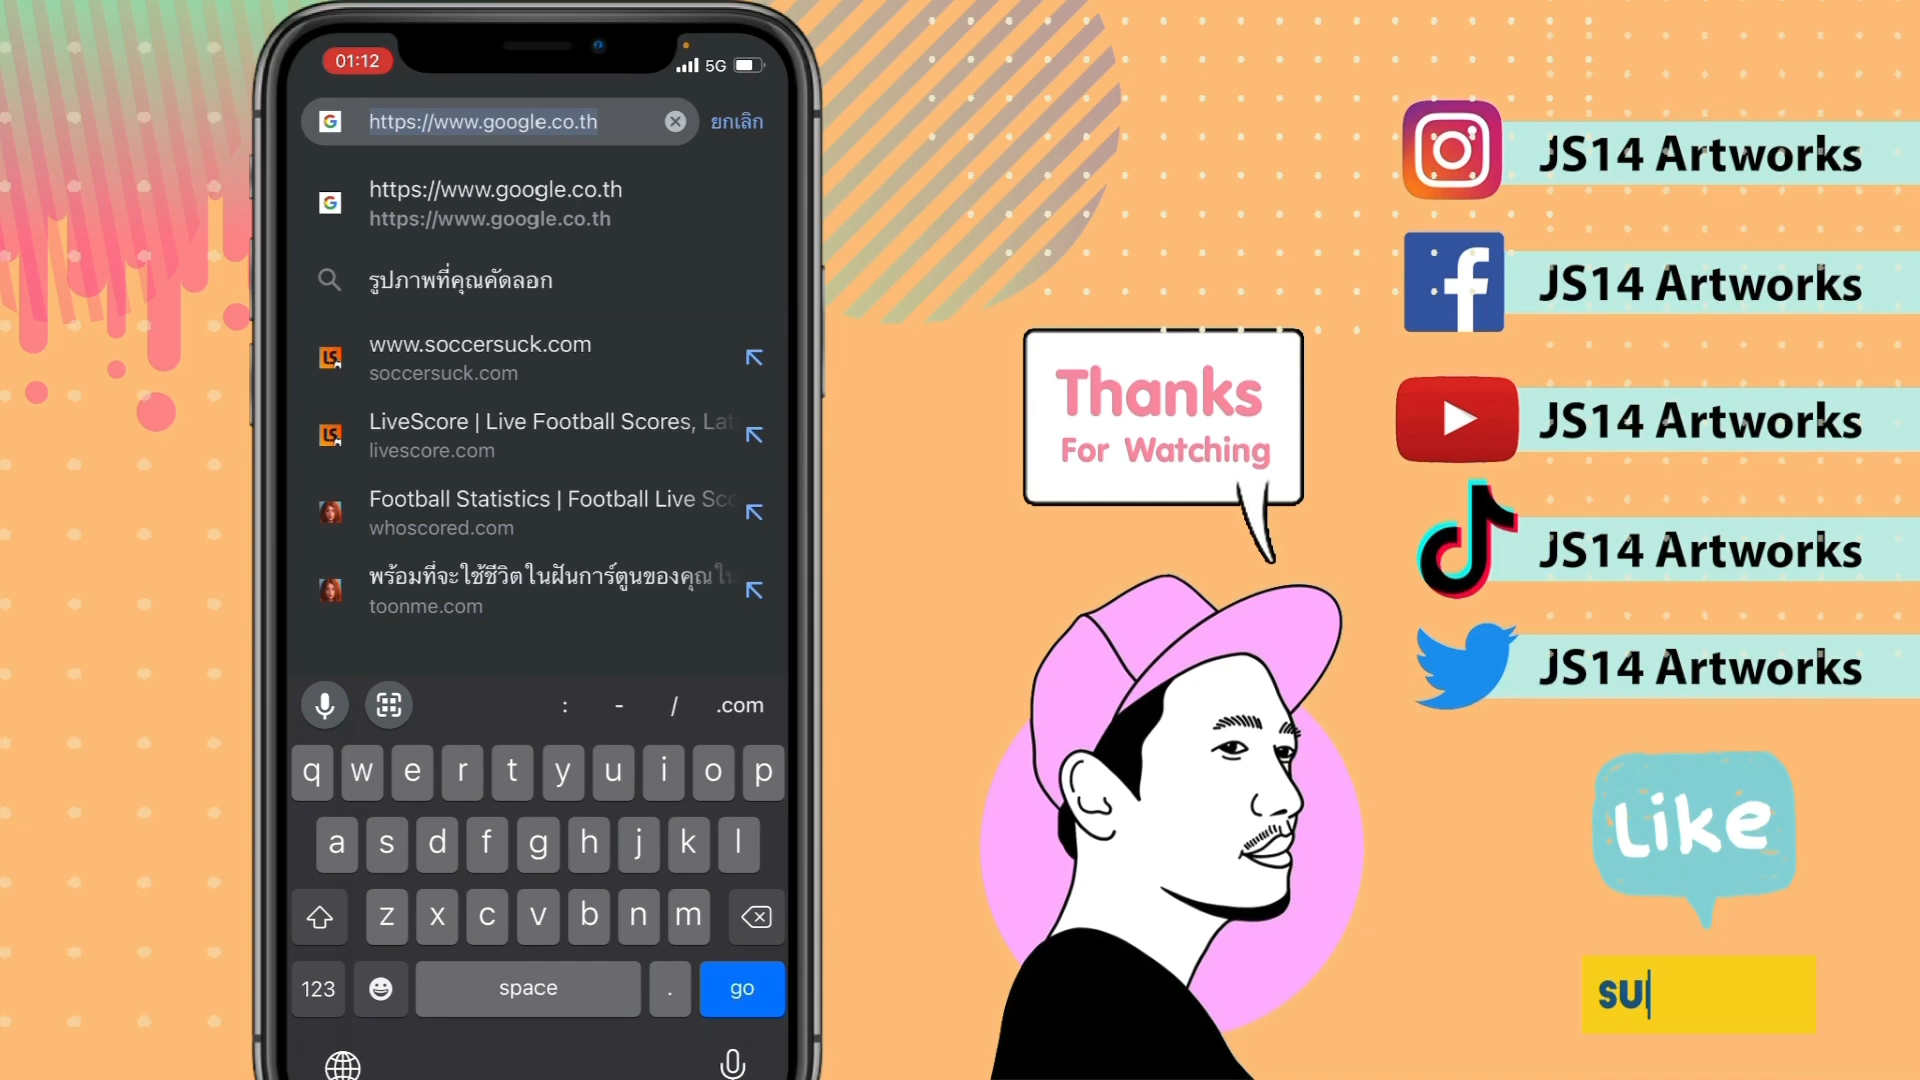 01:12
5G
https://www.google.co.th
ยกเลิก
https://www.google.co.th
https://www.google.co.th
รูปภาพที่คุณคัดลอก
www.soccersuck.com
soccersuck.com
LiveScore | Live Football Scores, Lat
livescore.com
Football Statistics | Football Live Sco
whoscored.com
พร้อมที่จะใช้ชีวิตในฝันการ์ตูนของคุณใน
toonme.com
: - / .com
q w e r t y u i o p
a s d f g h j k l
z x c v b n m
123 space . go
Thanks
For Watching
JS14 Artworks
JS14 Artworks
JS14 Artworks
JS14 Artworks
JS14 Artworks
Like
SU